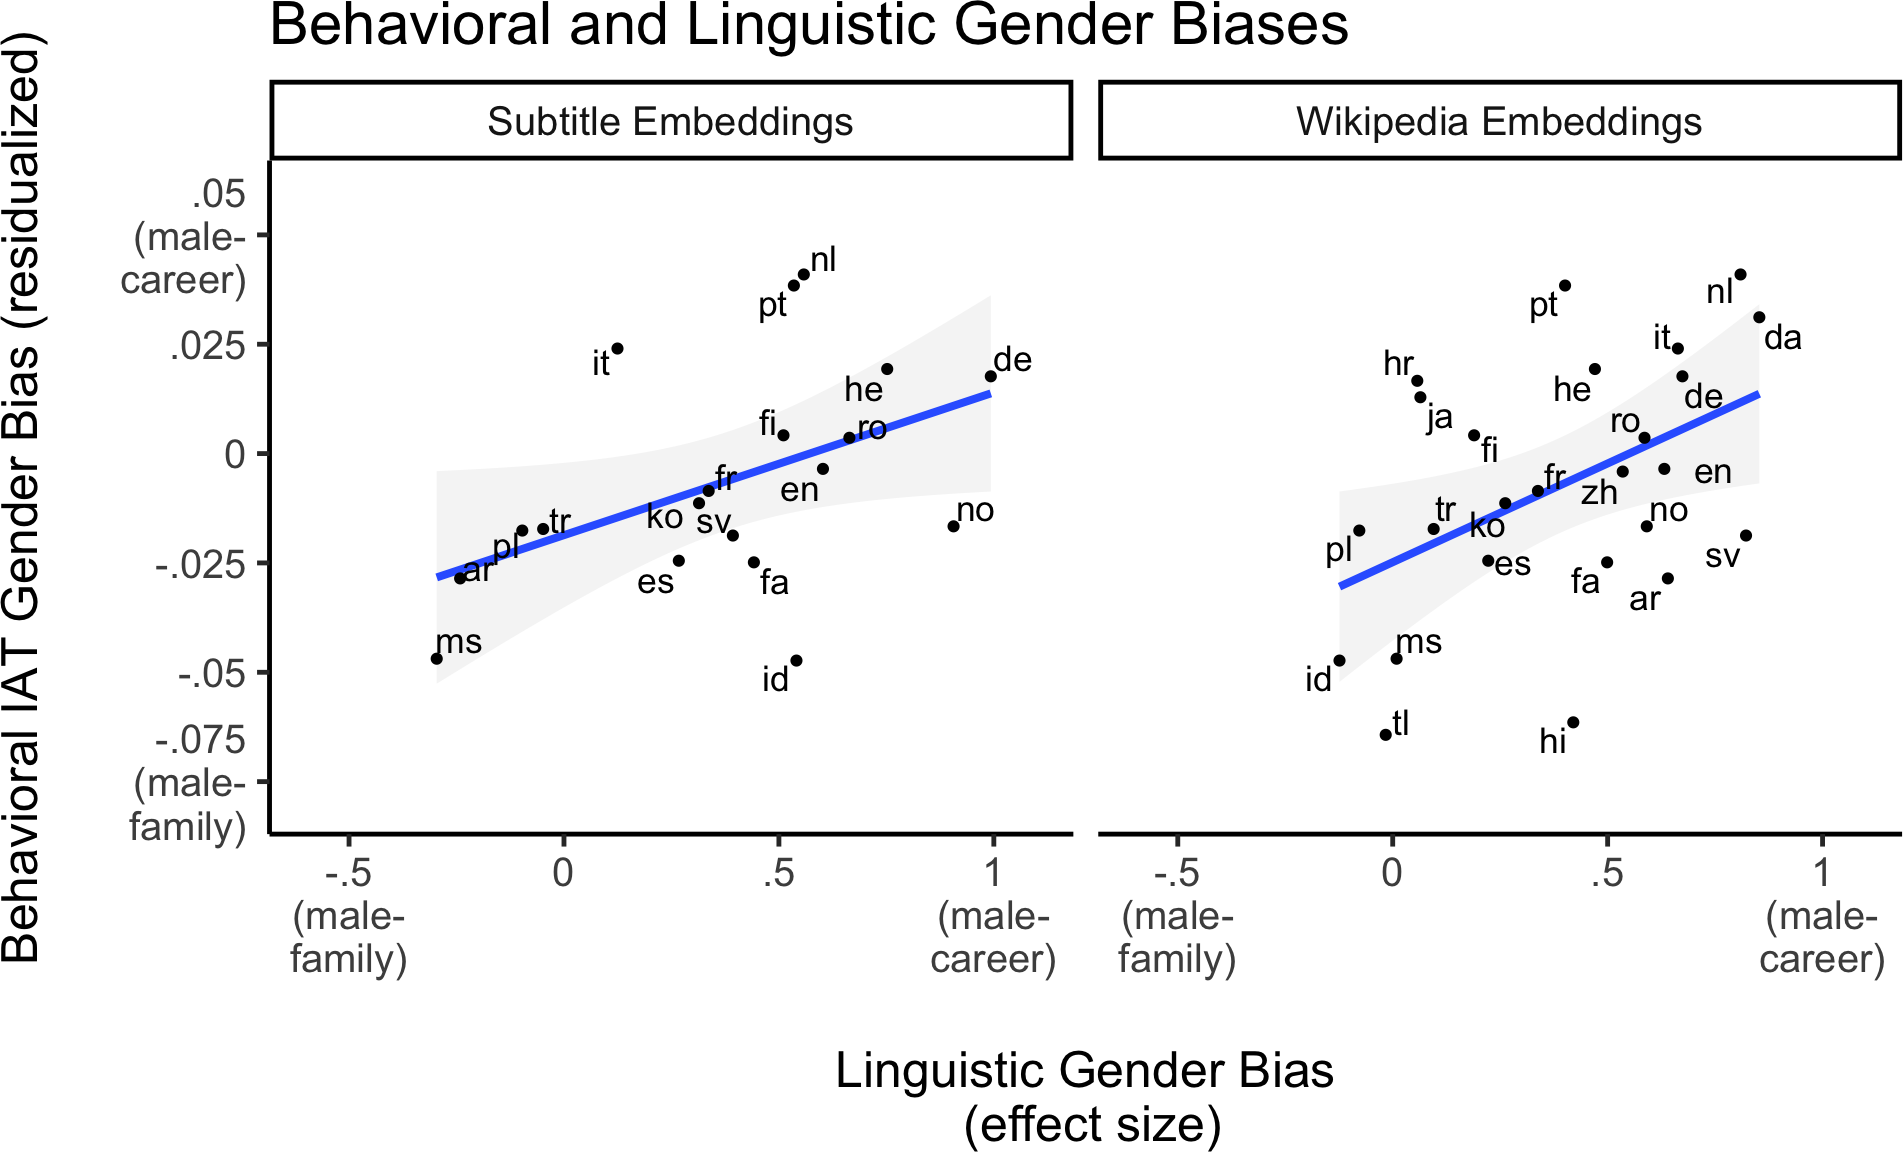 Behavioral and Linguistic Gender Biases
Behavioral IAT Gender Bias (residualized)
Subtitle Embeddings
Wikipedia Embeddings
.05
(male-
career)
.025
0
-.025
-.05
-.075
(male-
family)
nl
pt
it
de
he
fi
ro
fr
en
ko
sv
no
tr
pl
ar
es
fa
ms
id
nl
pt
da
it
hr
he
de
ja
ro
fi
fr
en
zh
tr
ko
no
pl
es
sv
fa
ar
ms
id
tl
hi
-.5
(male-
family)
0
.5
1
(male-
career)
-.5
(male-
family)
0
.5
1
(male-
career)
Linguistic Gender Bias
(effect size)